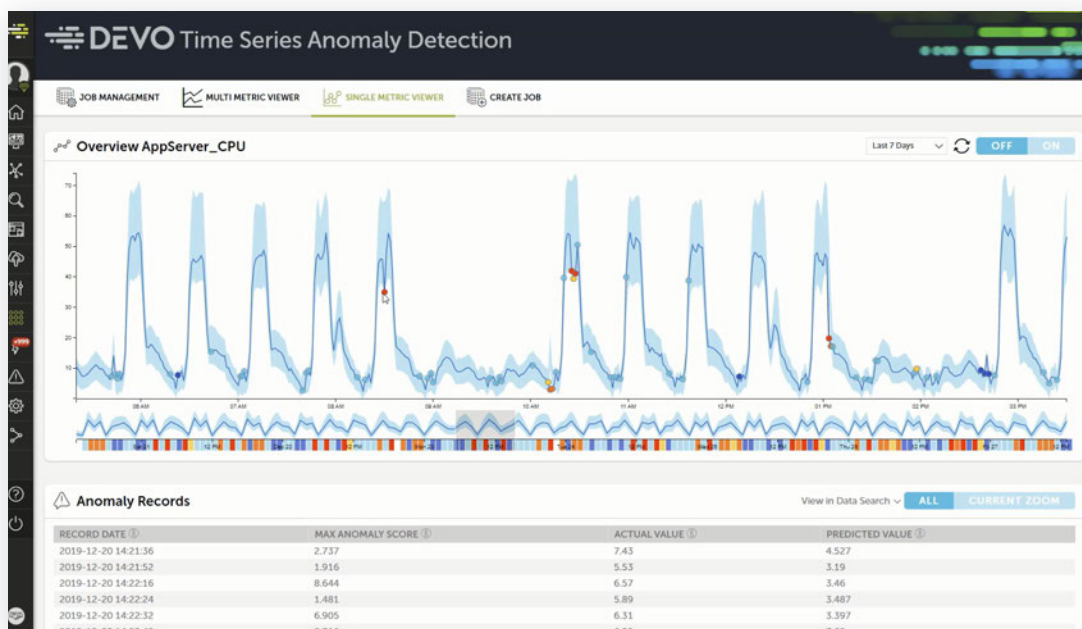 DEVO Time Series Anomaly Detection
JOB MANAGEMENT MULTI METRIC VIEWER SINGLE METRIC VIEWER CREATE JOB
Overview AppServer_CPU Last 7 Days OFF ON
70
60
50
40
30
20
10
06 AM 07 AM 08 AM 09 AM 10 AM 11 AM 12 PM 01 PM 02 PM 03 PM
+999
Anomaly Records View in Data Search ALL CURRENT ZOOM
RECORD DATE MAX ANOMALY SCORE ACTUAL VALUE PREDICTED VALUE
2019-12-20 14:21:36 2.737 7.43 4.527
2019-12-20 14:21:52 1.916 5.53 3.19
2019-12-20 14:22:16 8.644 6.57 3.46
2019-12-20 14:22:24 1.481 5.89 3.487
2019-12-20 14:22:32 6.905 6.31 3.397